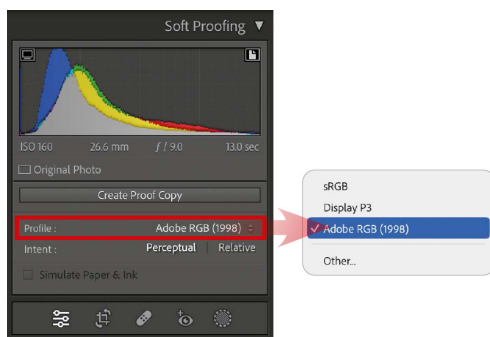 Soft Proofing ▼
ISO 160 26.6 mm ƒ / 9.0 13.0 sec
Original Photo
Create Proof Copy
Profile : Adobe RGB (1998)
Intent : Perceptual Relative
Simulate Paper & Ink
sRGB
Display P3
✓ Adobe RGB (1998)
Other...